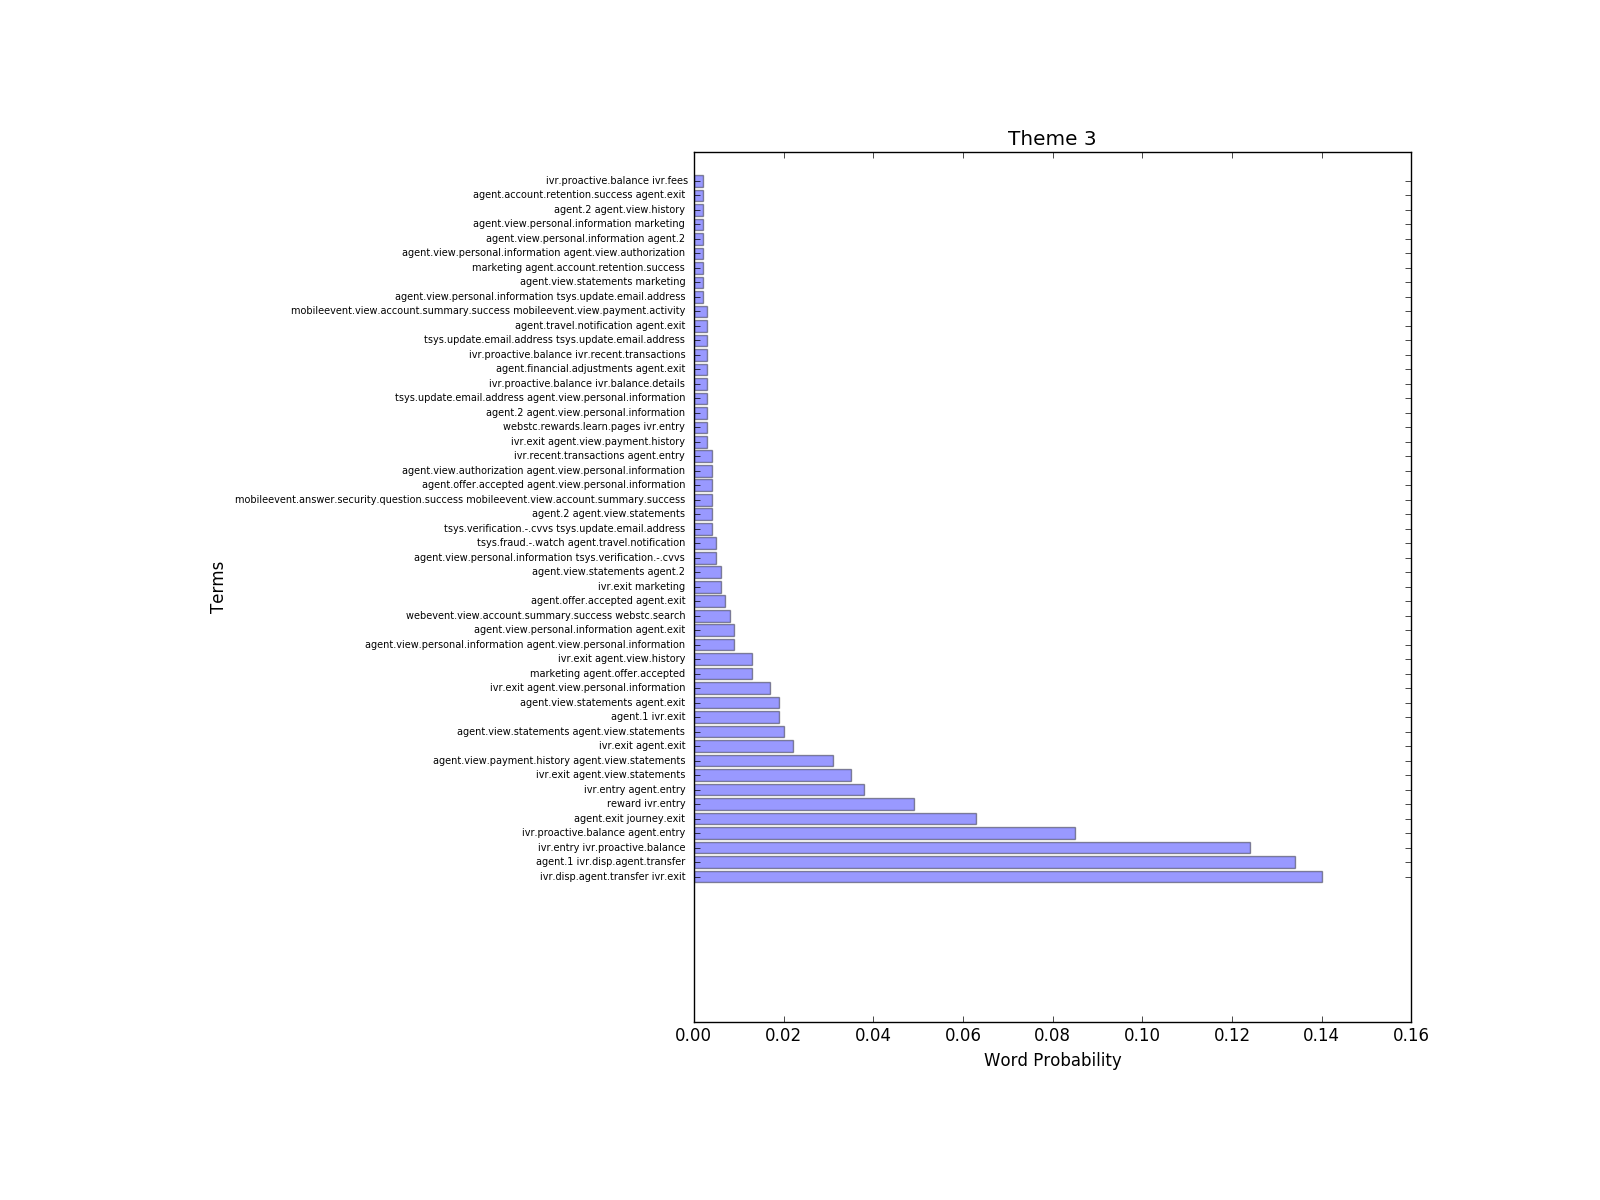 Theme 3
ivr.proactive.balance ivr.fees
agent.account.retention.success agent.exit
agent.2 agent.view.history
agent.view.personal.information marketing
agent.view.personal.information agent.2
agent.view.personal.information agent.view.authorization
marketing agent.account.retention.success
agent.view.statements marketing
agent.view.personal.information tsys.update.email.address
mobileevent.view.account.summary.success mobileevent.view.payment.activity
agent.travel.notification agent.exit
tsys.update.email.address tsys.update.email.address
ivr.proactive.balance ivr.recent.transactions
agent.financial.adjustments agent.exit
ivr.proactive.balance ivr.balance.details
tsys.update.email.address agent.view.personal.information
agent.2 agent.view.personal.information
webstc.rewards.learn.pages ivr.entry
ivr.exit agent.view.payment.history
ivr.recent.transactions agent.entry
agent.view.authorization agent.view.personal.information
agent.offer.accepted agent.view.personal.information
mobileevent.answer.security.question.success mobileevent.view.account.summary.success
agent.2 agent.view.statements
tsys.verification.-.cvvs tsys.update.email.address
tsys.fraud.-.watch agent.travel.notification
agent.view.personal.information tsys.verification.-.cvvs
agent.view.statements agent.2
ivr.exit marketing
agent.offer.accepted agent.exit
webevent.view.account.summary.success webstc.search
agent.view.personal.information agent.exit
agent.view.personal.information agent.view.personal.information
ivr.exit agent.view.history
marketing agent.offer.accepted
ivr.exit agent.view.personal.information
agent.view.statements agent.exit
agent.1 ivr.exit
agent.view.statements agent.view.statements
ivr.exit agent.exit
agent.view.payment.history agent.view.statements
ivr.exit agent.view.statements
ivr.entry agent.entry
reward ivr.entry
agent.exit journey.exit
ivr.proactive.balance agent.entry
ivr.entry ivr.proactive.balance
agent.1 ivr.disp.agent.transfer
ivr.disp.agent.transfer ivr.exit
Terms
0.00 0.02 0.04 0.06 0.08 0.10 0.12 0.14 0.16
Word Probability